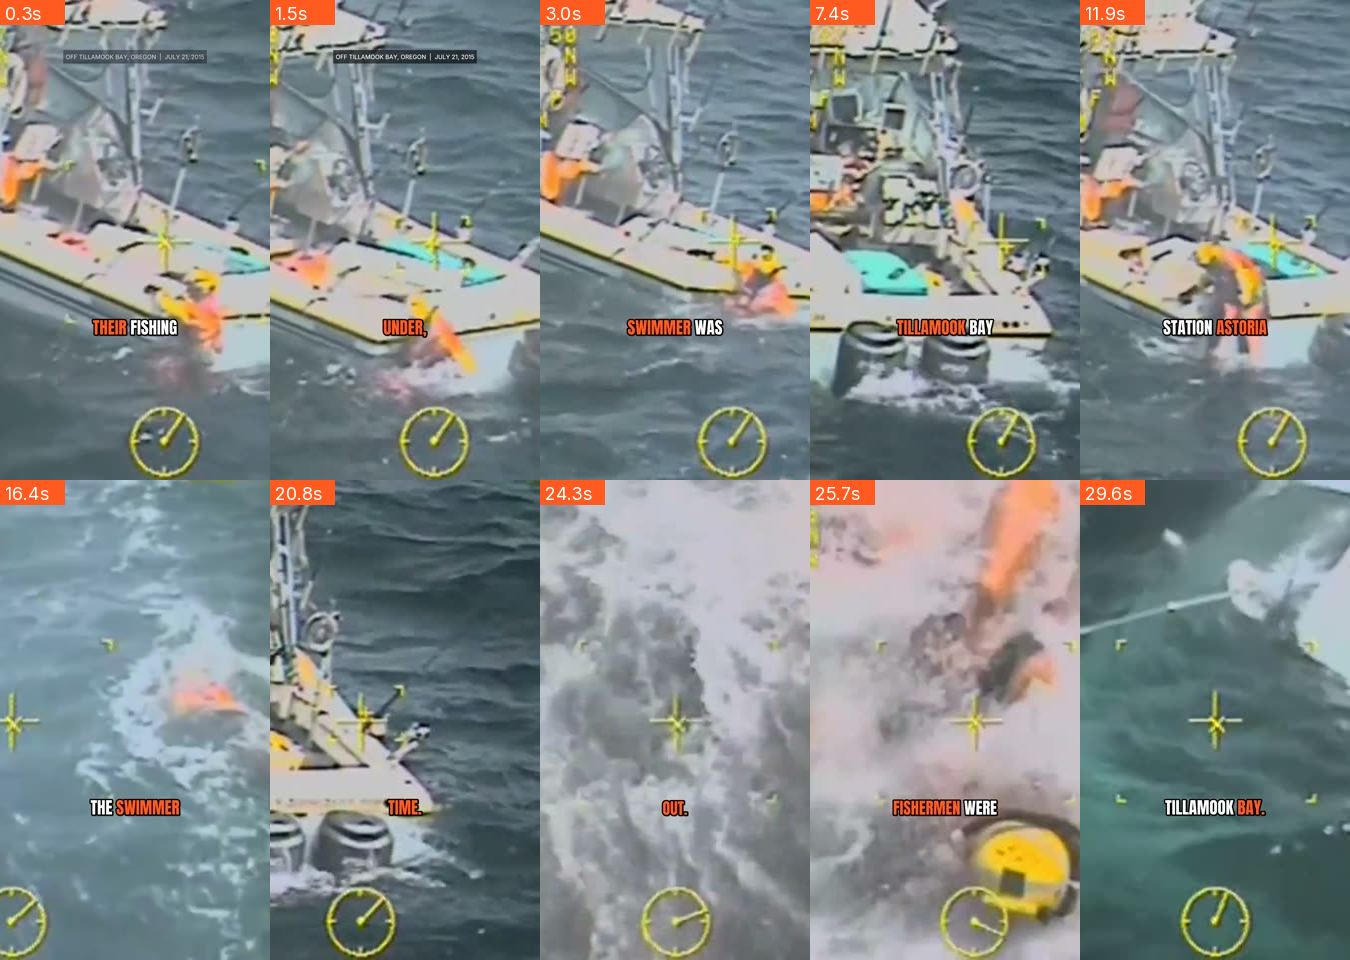 0.3s
OFF TILLAMOOK BAY, OREGON | JULY 21, 2015
THEIR FISHING
1.5s
OFF TILLAMOOK BAY, OREGON | JULY 21, 2015
UNDER,
3.0s
50
N
W
SWIMMER WAS
7.4s
N
W
TILLAMOOK BAY
11.9s
N
W
F
STATION ASTORIA
16.4s
THE SWIMMER
20.8s
TIME.
24.3s
OUT.
25.7s
FISHERMEN WERE
29.6s
TILLAMOOK BAY.